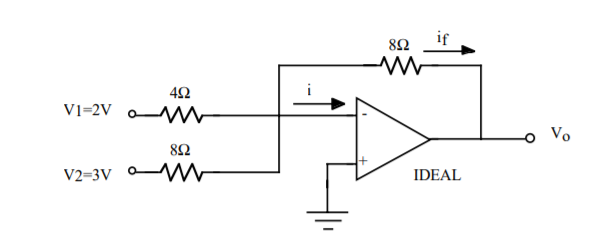 8Ω
if
4Ω
i
V1=2V
-
Vo
8Ω
+
V2=3V
IDEAL